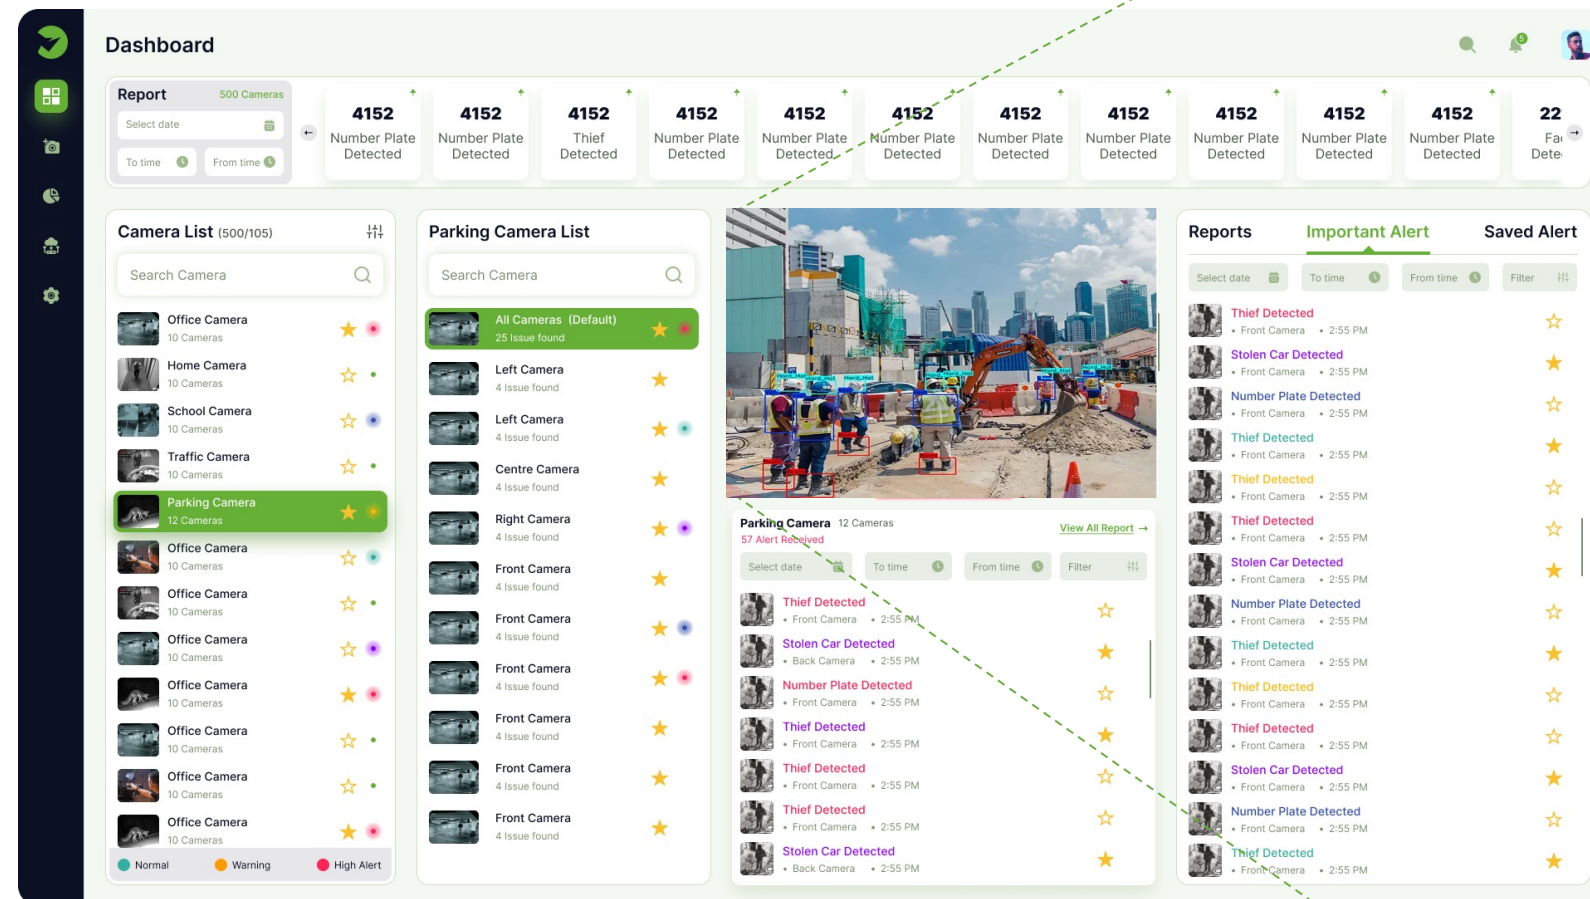 Dashboard
5
Report
500 Cameras
Select date
To time
From time
4152
Number Plate
Detected
4152
Number Plate
Detected
4152
Thief
Detected
4152
Number Plate
Detected
4152
Number Plate
Detected
4152
Number Plate
Detected
4152
Number Plate
Detected
4152
Number Plate
Detected
4152
Number Plate
Detected
4152
Number Plate
Detected
4152
Number Plate
Detected
22
Camera List (500/105)
Search Camera
Office Camera
10 Cameras
Home Camera
10 Cameras
School Camera
10 Cameras
Traffic Camera
10 Cameras
Parking Camera
12 Cameras
Office Camera
10 Cameras
Office Camera
10 Cameras
Office Camera
10 Cameras
Office Camera
10 Cameras
Office Camera
10 Cameras
Office Camera
10 Cameras
Office Camera
10 Cameras
Normal
Warning
High Alert
Parking Camera List
Search Camera
All Cameras (Default)
25 Issue found
Left Camera
4 Issue found
Left Camera
4 Issue found
Centre Camera
4 Issue found
Right Camera
4 Issue found
Front Camera
4 Issue found
Front Camera
4 Issue found
Front Camera
4 Issue found
Front Camera
4 Issue found
Front Camera
4 Issue found
Front Camera
4 Issue found
Parking Camera 12 Cameras
View All Report →
57 Alert Received
Select date
To time
From time
Filter
Thief Detected
• Front Camera • 2:55 PM
Stolen Car Detected
• Back Camera • 2:55 PM
Number Plate Detected
• Front Camera • 2:55 PM
Thief Detected
• Front Camera • 2:55 PM
Thief Detected
• Front Camera • 2:55 PM
Thief Detected
• Front Camera • 2:55 PM
Stolen Car Detected
• Back Camera • 2:55 PM
Reports
Important Alert
Saved Alert
Select date
To time
From time
Filter
Thief Detected
• Front Camera • 2:55 PM
Stolen Car Detected
• Front Camera • 2:55 PM
Number Plate Detected
• Front Camera • 2:55 PM
Thief Detected
• Front Camera • 2:55 PM
Thief Detected
• Front Camera • 2:55 PM
Thief Detected
• Front Camera • 2:55 PM
Stolen Car Detected
• Front Camera • 2:55 PM
Number Plate Detected
• Front Camera • 2:55 PM
Thief Detected
• Front Camera • 2:55 PM
Thief Detected
• Front Camera • 2:55 PM
Thief Detected
• Front Camera • 2:55 PM
Stolen Car Detected
• Front Camera • 2:55 PM
Number Plate Detected
• Front Camera • 2:55 PM
Thief Detected
• Front Camera • 2:55 PM